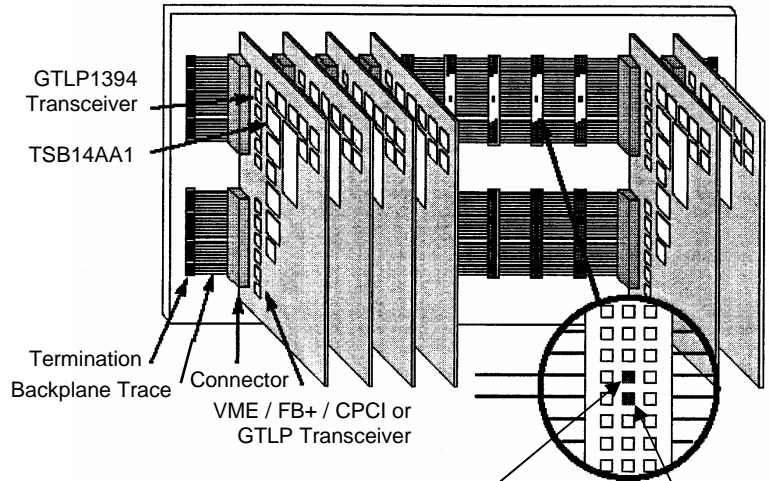 GTLP1394
Transceiver
TSB14AA1
Termination
Backplane Trace
Connector
VME / FB+ / CPCI or
GTLP Transceiver